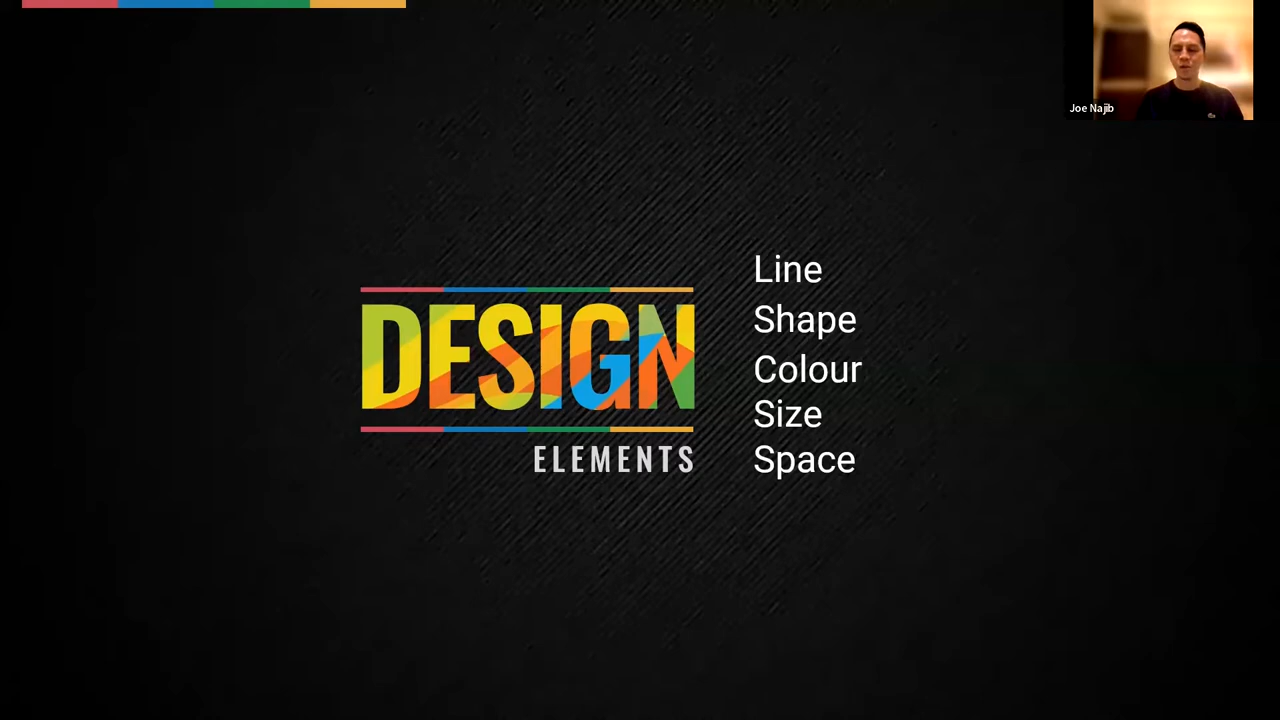 Joe Najib
DESIGN
ELEMENTS
Line
Shape
Colour
Size
Space